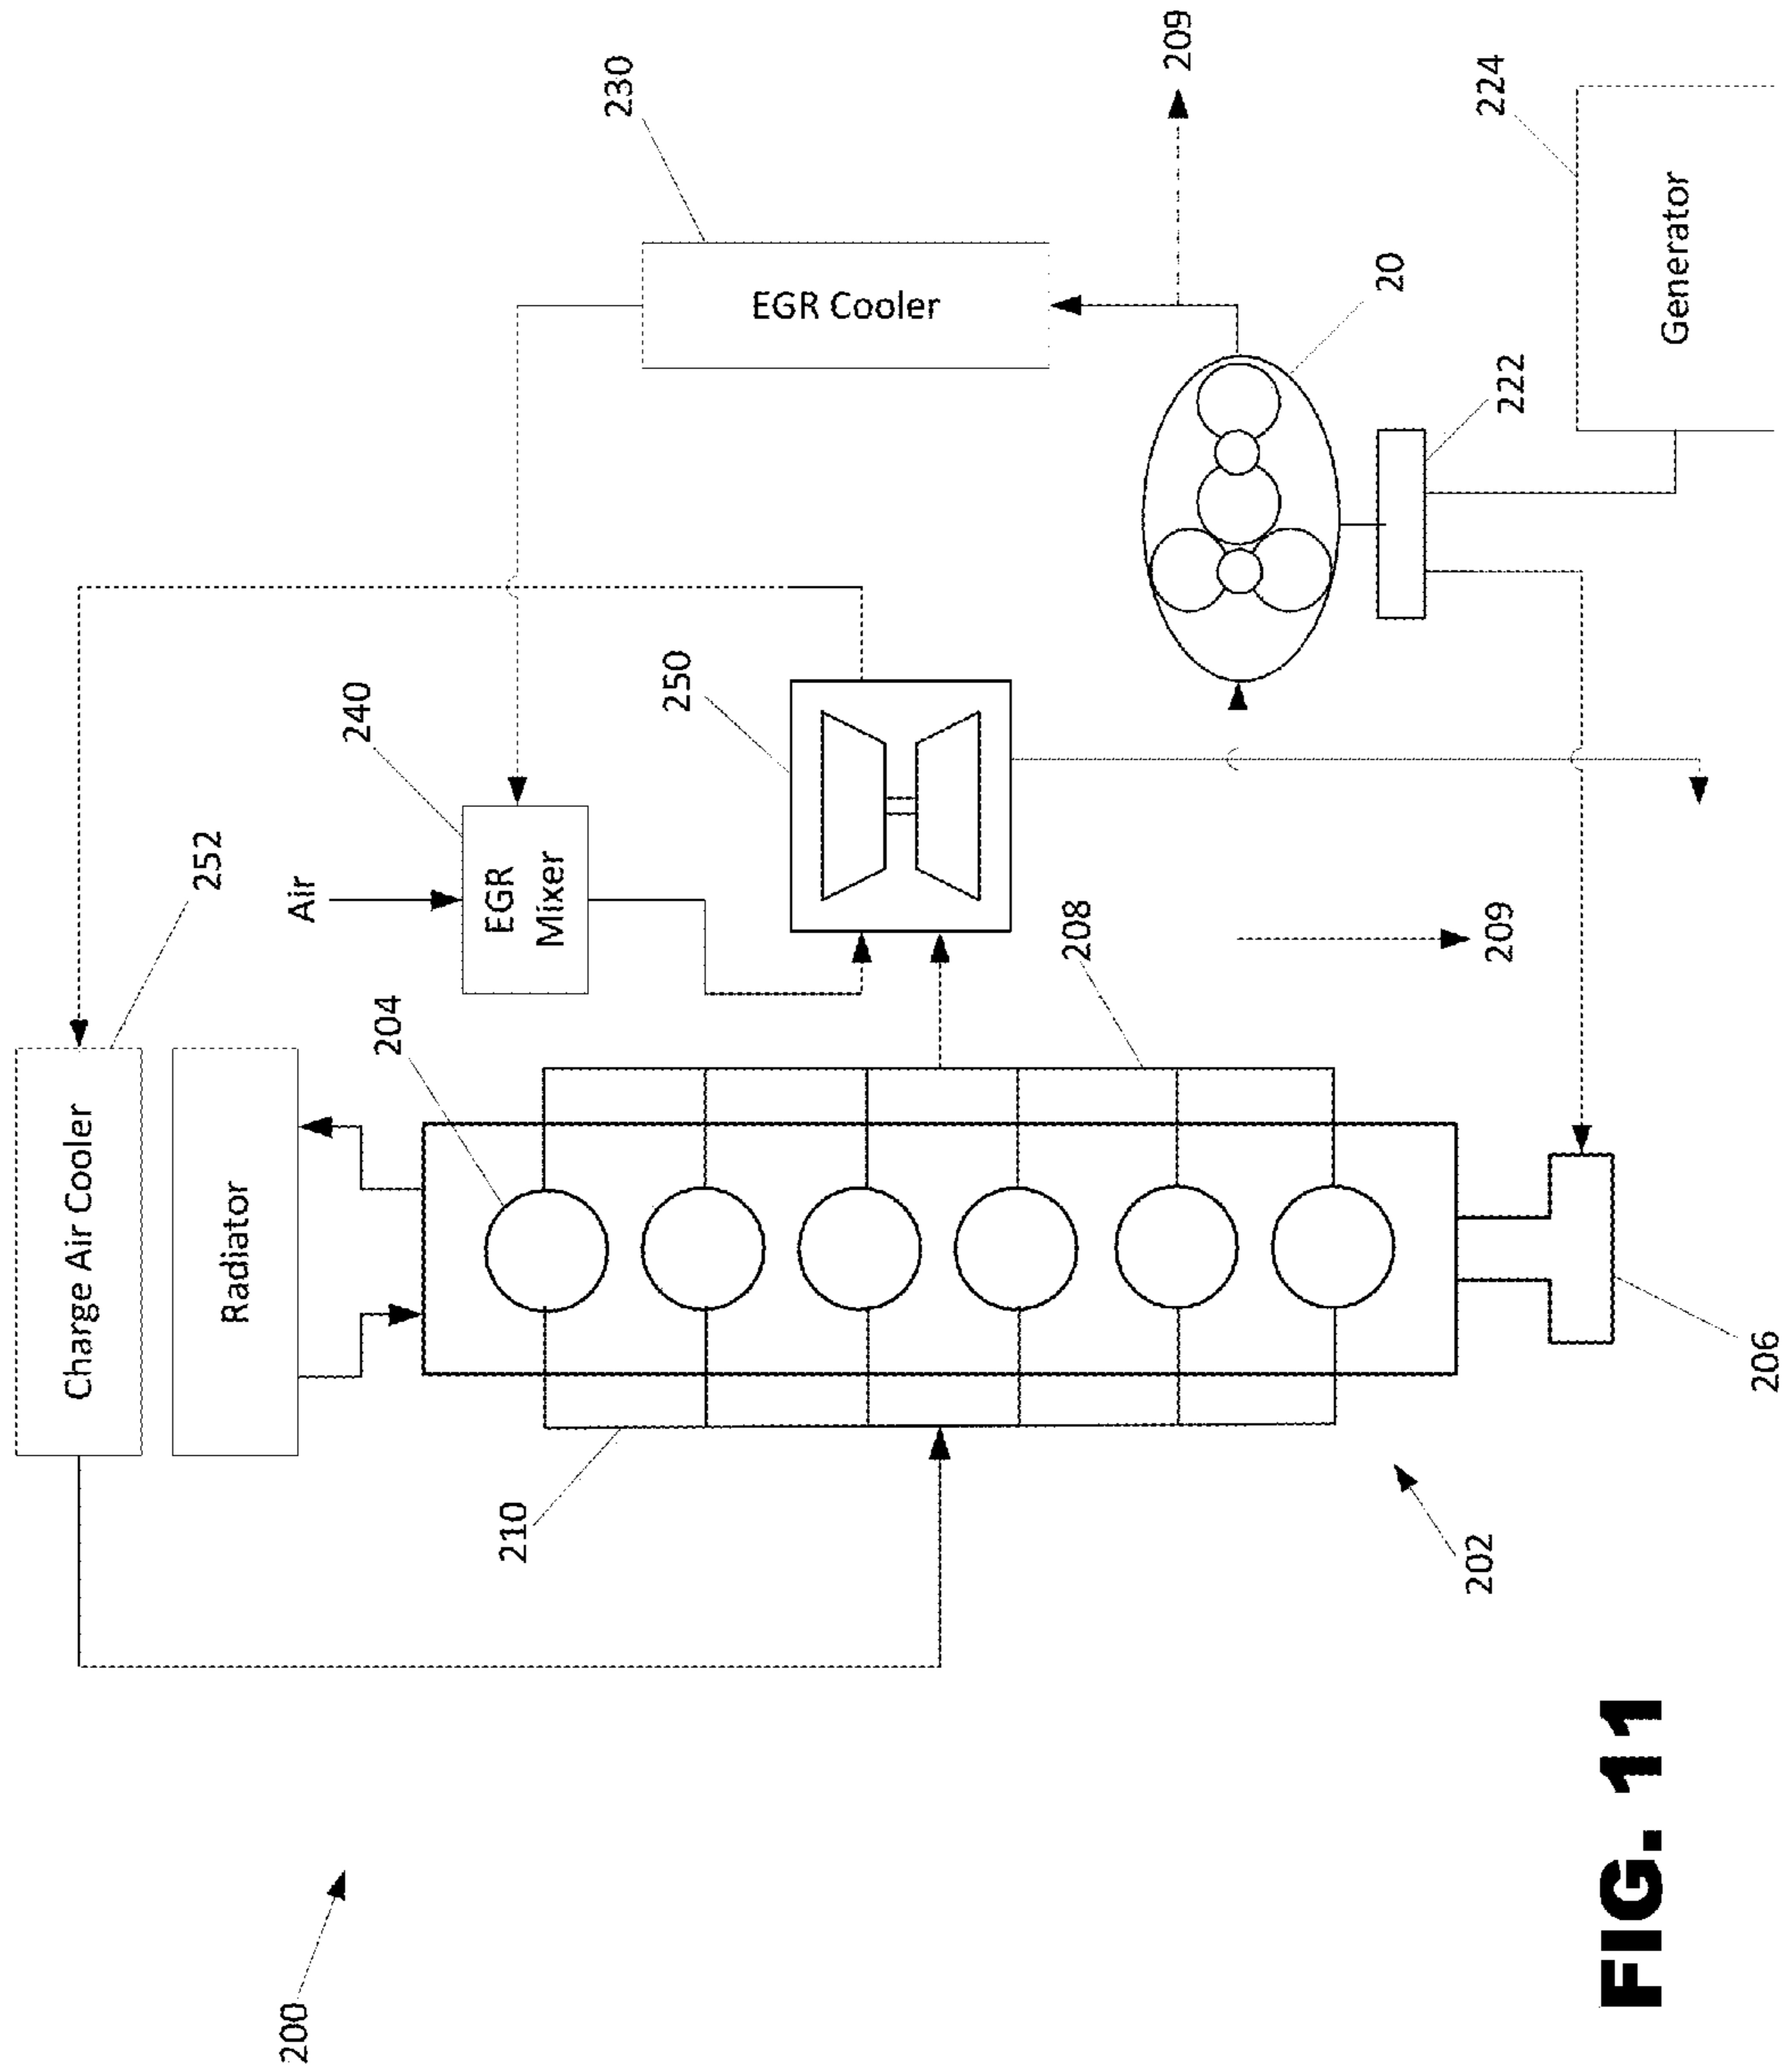 200
Charge Air Cooler
252
Radiator
Air
240
EGR
Mixer
230
EGR Cooler
209
204
250
210
208
20
222
224
Generator
209
202
206
FIG. 11